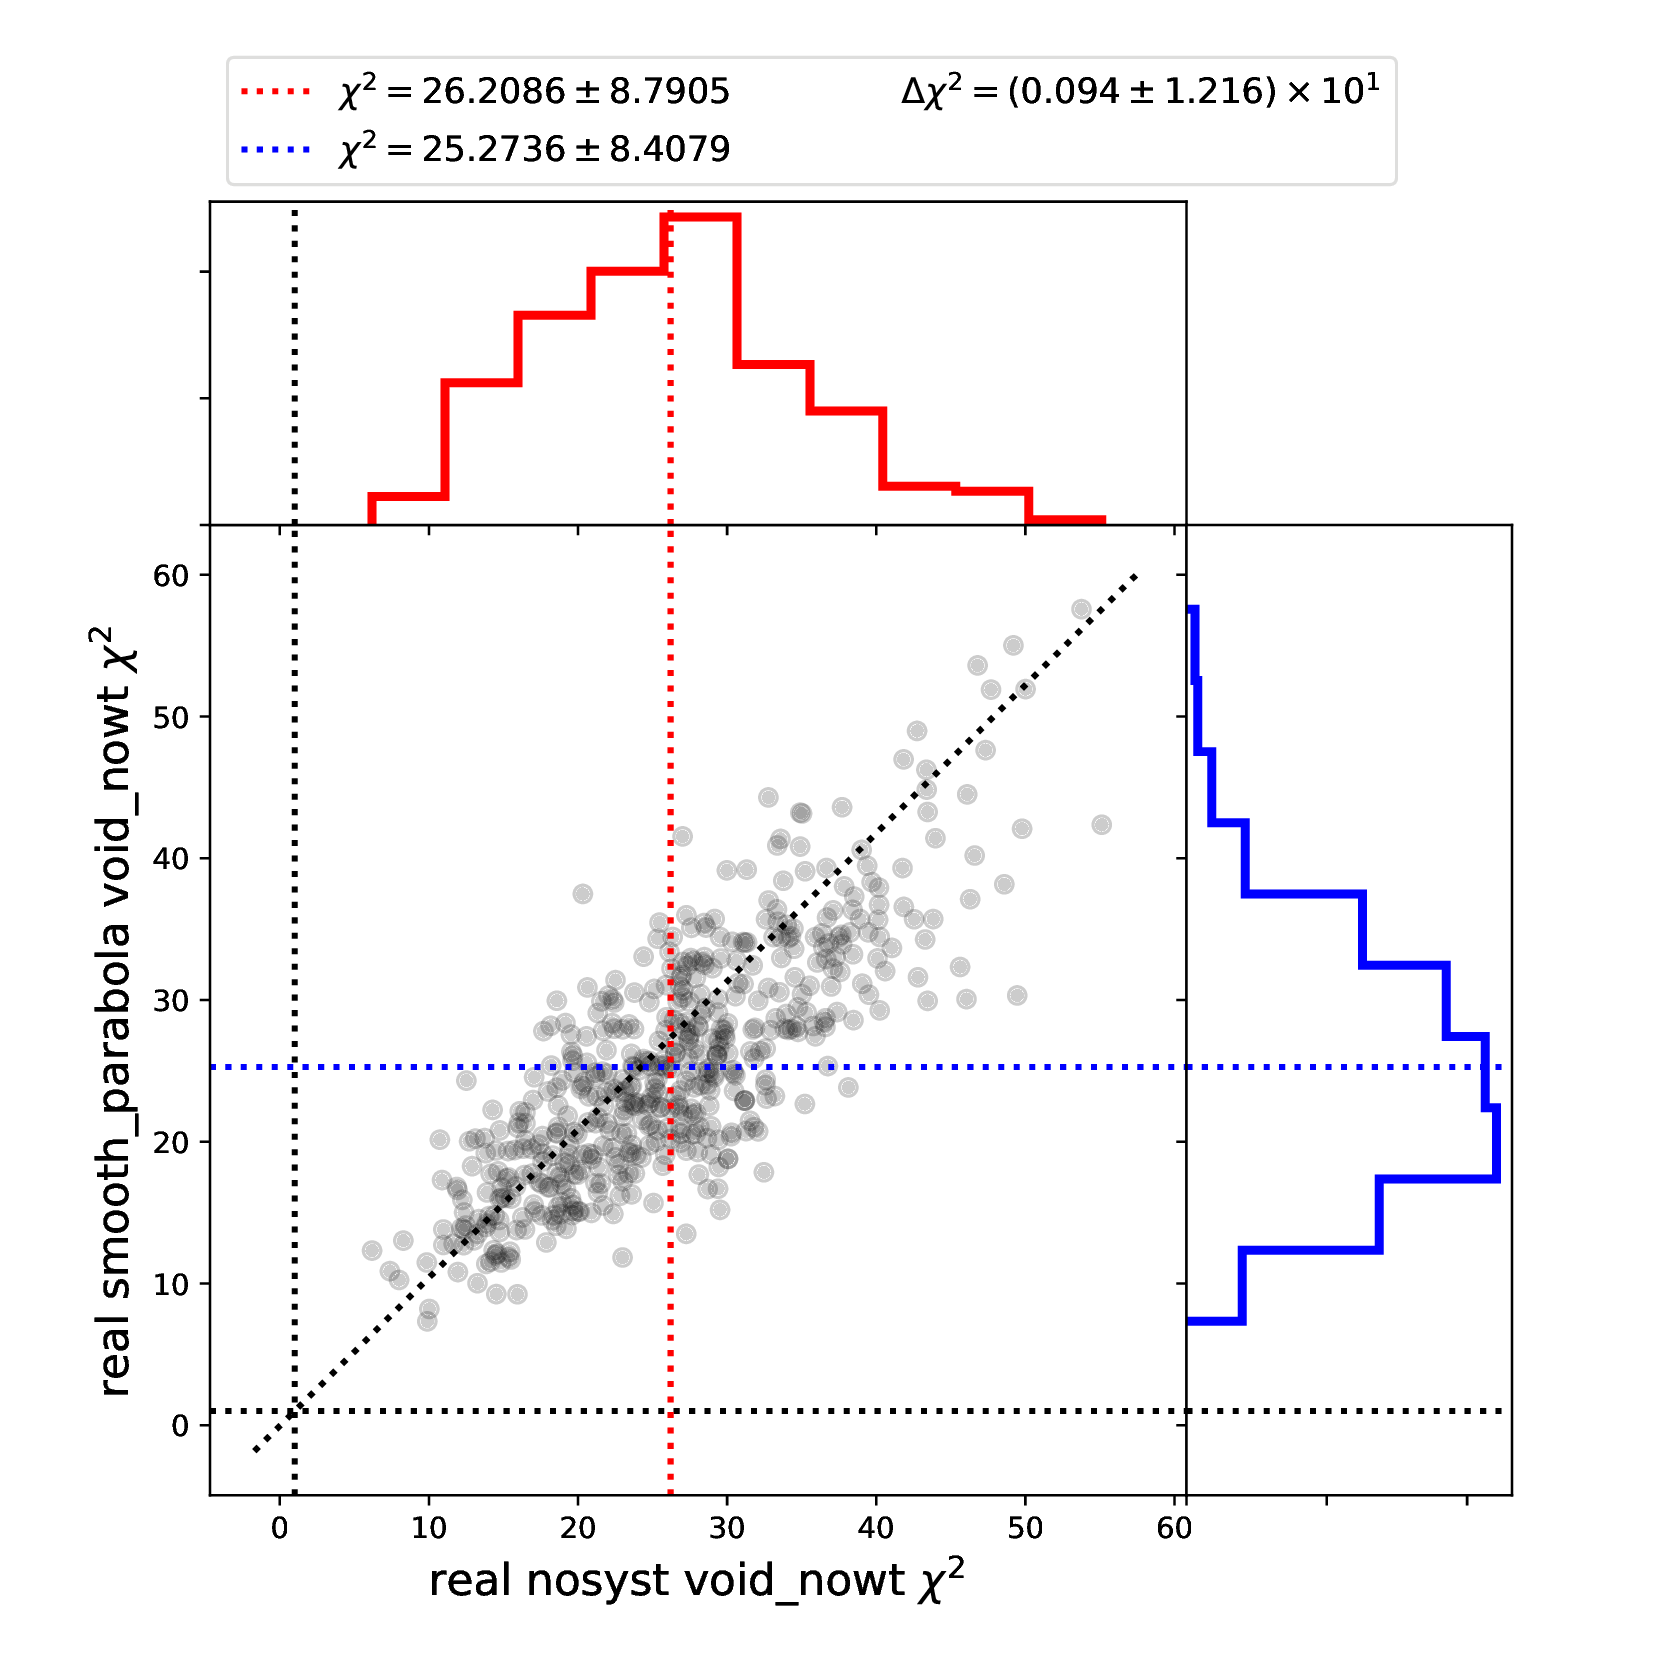 χ² = 26.2086 ± 8.7905
Δχ² = (0.094 ± 1.216) × 10¹
χ² = 25.2736 ± 8.4079
60
50
40
30
20
10
0
real smooth_parabola void_nowt χ²
0 10 20 30 40 50 60
real nosyst void_nowt χ²